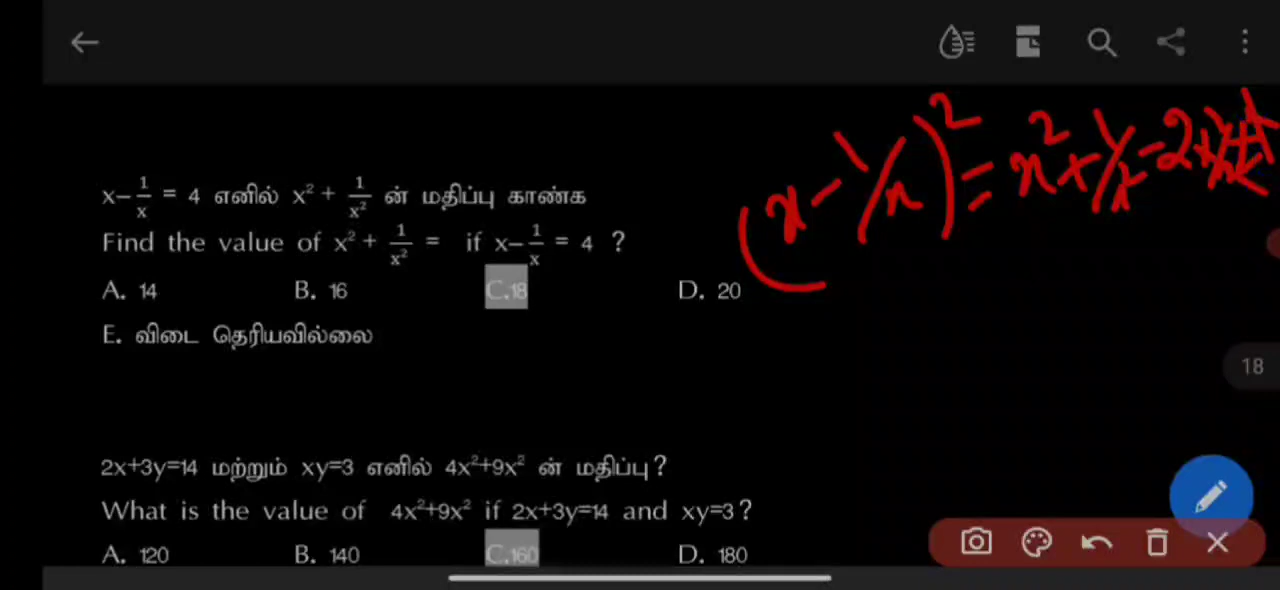 x− 1/x = 4 எனில் x² + 1/x² ன் மதிப்பு காண்க
Find the value of x² + 1/x² = if x− 1/x = 4 ?
A. 14 B. 16 C.18 D. 20
E. விடை தெரியவில்லை
(x − 1/x)² = x² + 1/x² − 2
18
2x+3y=14 மற்றும் xy=3 எனில் 4x²+9x² ன் மதிப்பு?
What is the value of 4x²+9x² if 2x+3y=14 and xy=3?
A. 120 B. 140 C.160 D. 180